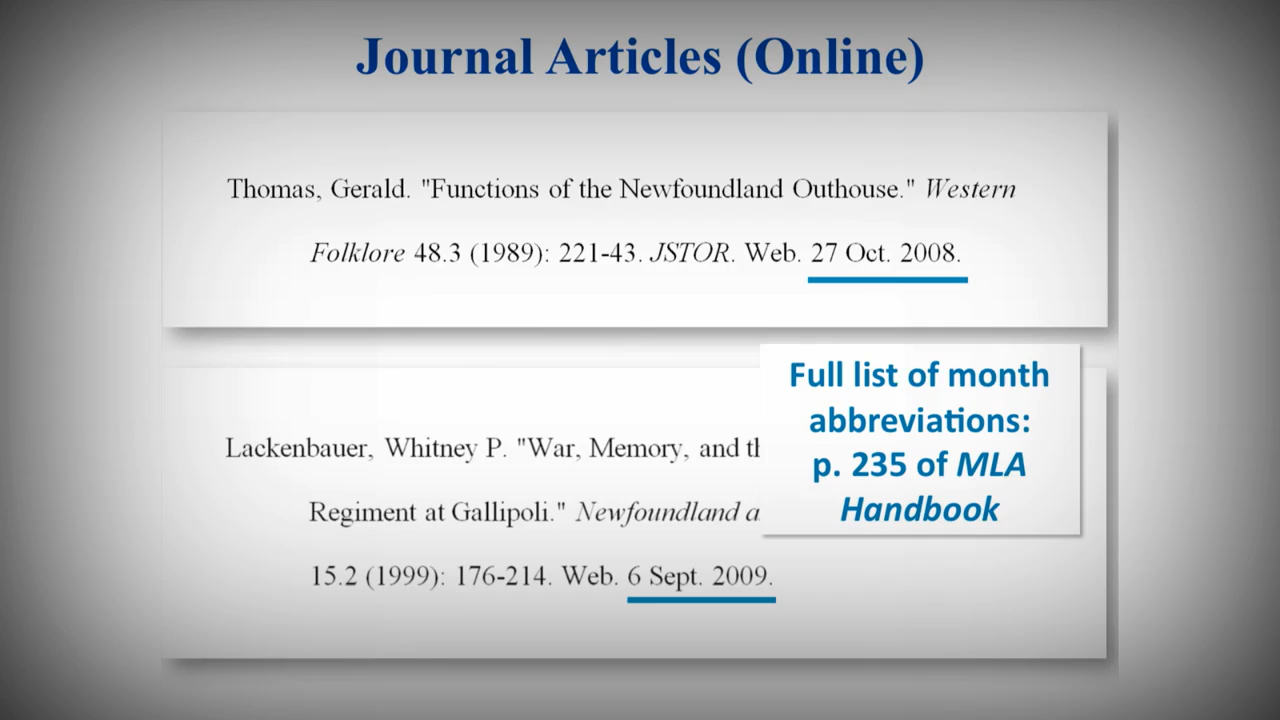 Journal Articles (Online)
Thomas, Gerald. "Functions of the Newfoundland Outhouse." Western
Folklore 48.3 (1989): 221-43. JSTOR. Web. 27 Oct. 2008.
Full list of month
abbreviations:
p. 235 of MLA
Handbook
Lackenbauer, Whitney P. "War, Memory, and
Regiment at Gallipoli." Newfoundland
15.2 (1999): 176-214. Web. 6 Sept. 2009.